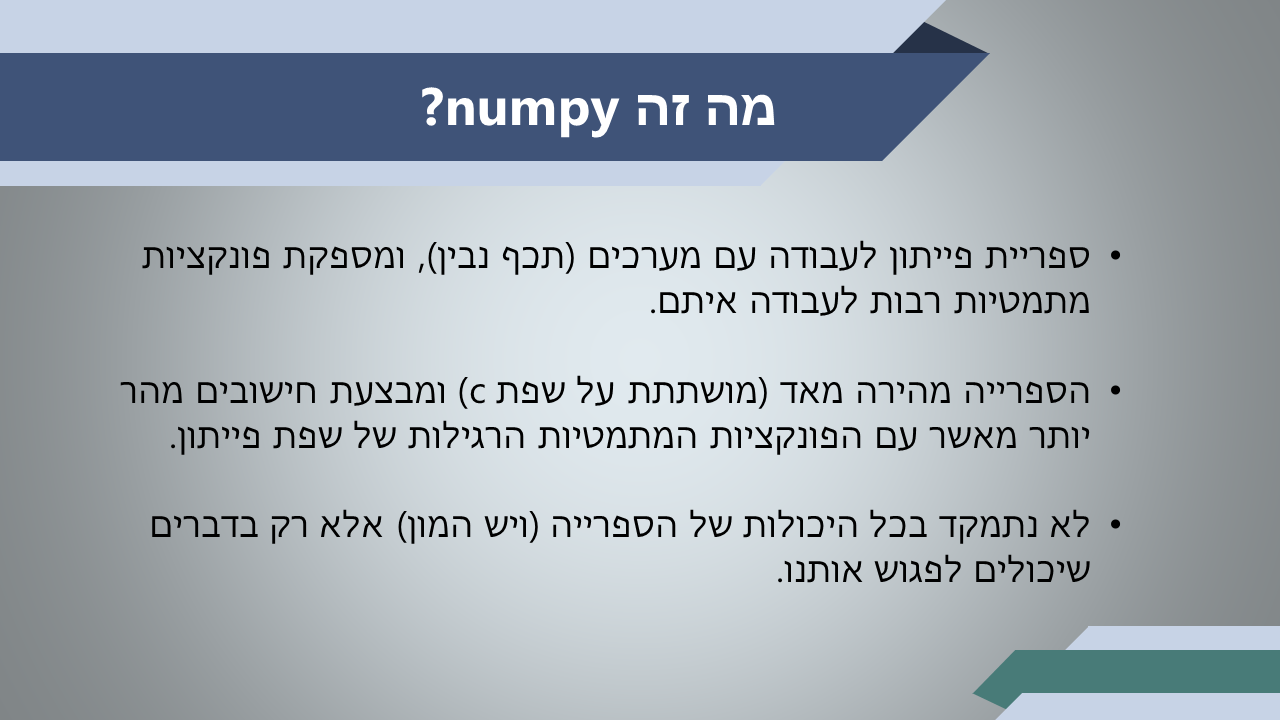 מה זה numpy?
• ספריית פייתון לעבודה עם מערכים (תכף נבין), ומספקת פונקציות
מתמטיות רבות לעבודה איתם.
• הספרייה מהירה מאד (מושתתת על שפת c) ומבצעת חישובים מהר
יותר מאשר עם הפונקציות המתמטיות הרגילות של שפת פייתון.
• לא נתמקד בכל היכולות של הספרייה (ויש המון) אלא רק בדברים
שיכולים לפגוש אותנו.